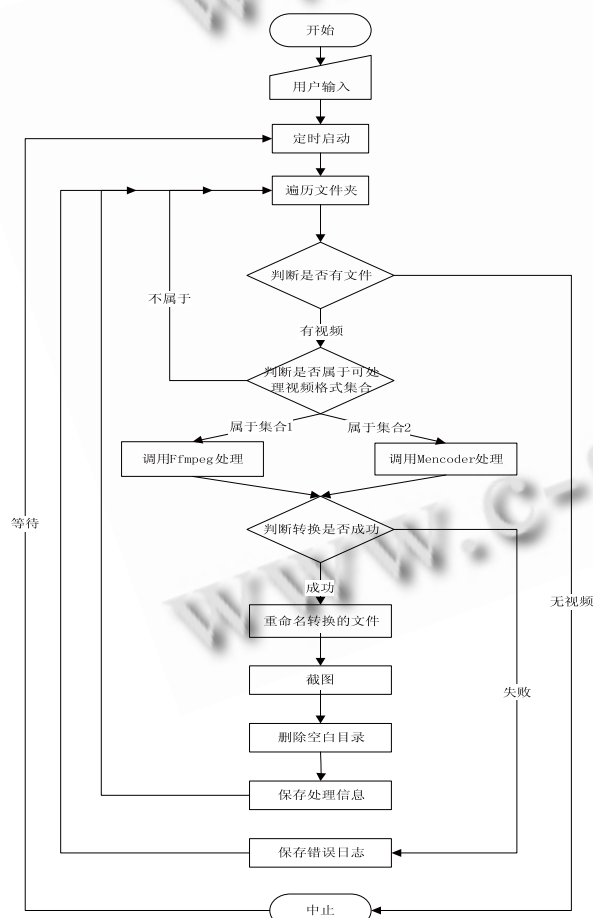 开始
用户输入
定时启动
遍历文件夹
判断是否有文件
不属于
有视频
判断是否属于可处
理视频格式集合
属于集合1
属于集合2
调用Ffmpeg处理
调用Mencoder处理
等待
判断转换是否成功
成功
无视频
重命名转换的文件
截图
失败
删除空白目录
保存处理信息
保存错误日志
中止
www.c-